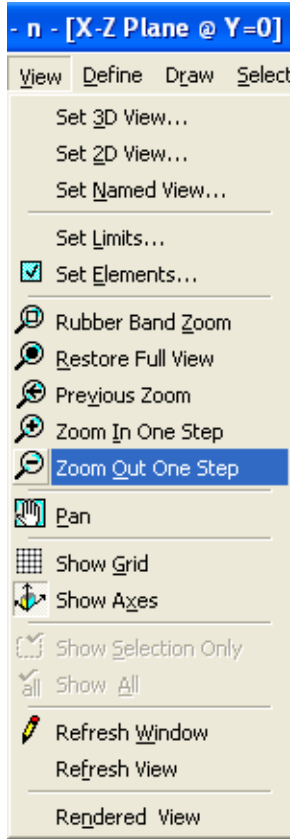 - n - [X-Z Plane @ Y=0]
View Define Draw Select
Set 3D View...
Set 2D View...
Set Named View...
Set Limits...
Set Elements...
Rubber Band Zoom
Restore Full View
Previous Zoom
Zoom In One Step
Zoom Out One Step
Pan
Show Grid
Show Axes
Show Selection Only
all Show All
Refresh Window
Refresh View
Rendered View